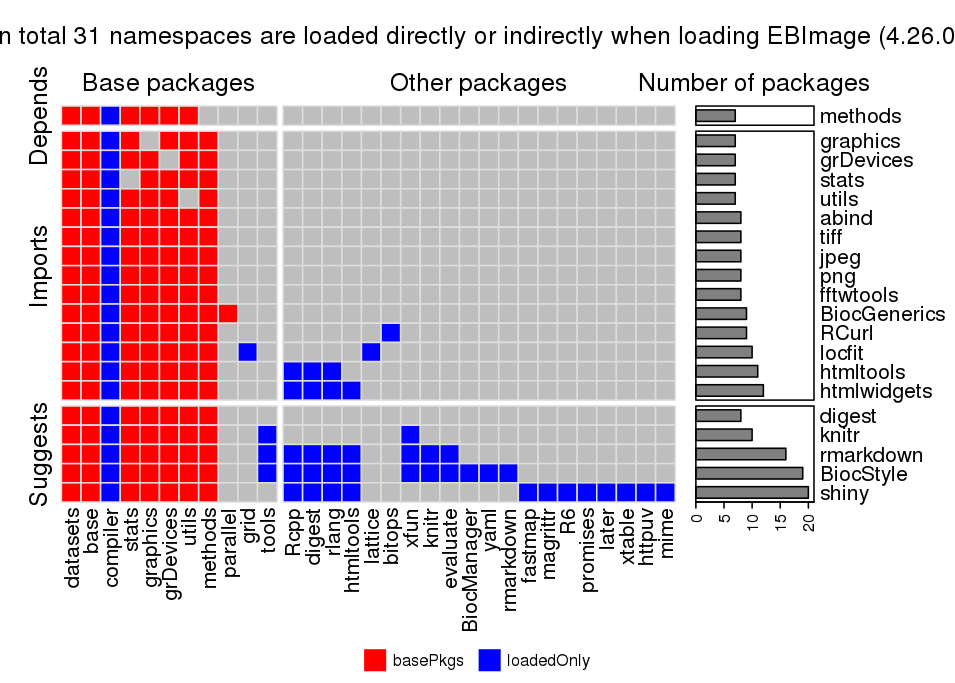 n total 31 namespaces are loaded directly or indirectly when loading EBImage (4.26.0
Base packages
Other packages
Number of packages
Depends
Imports
Suggests
methods
graphics
grDevices
stats
utils
abind
tiff
jpeg
png
fftwtools
BiocGenerics
RCurl
locfit
htmltools
htmlwidgets
digest
knitr
rmarkdown
BiocStyle
shiny
0
5
10
15
20
datasets
base
compiler
stats
graphics
grDevices
utils
methods
parallel
grid
tools
Rcpp
digest
rlang
htmltools
lattice
bitops
xfun
knitr
evaluate
BiocManager
yaml
rmarkdown
fastmap
magrittr
R6
promises
later
xtable
httpuv
mime
basePkgs
loadedOnly